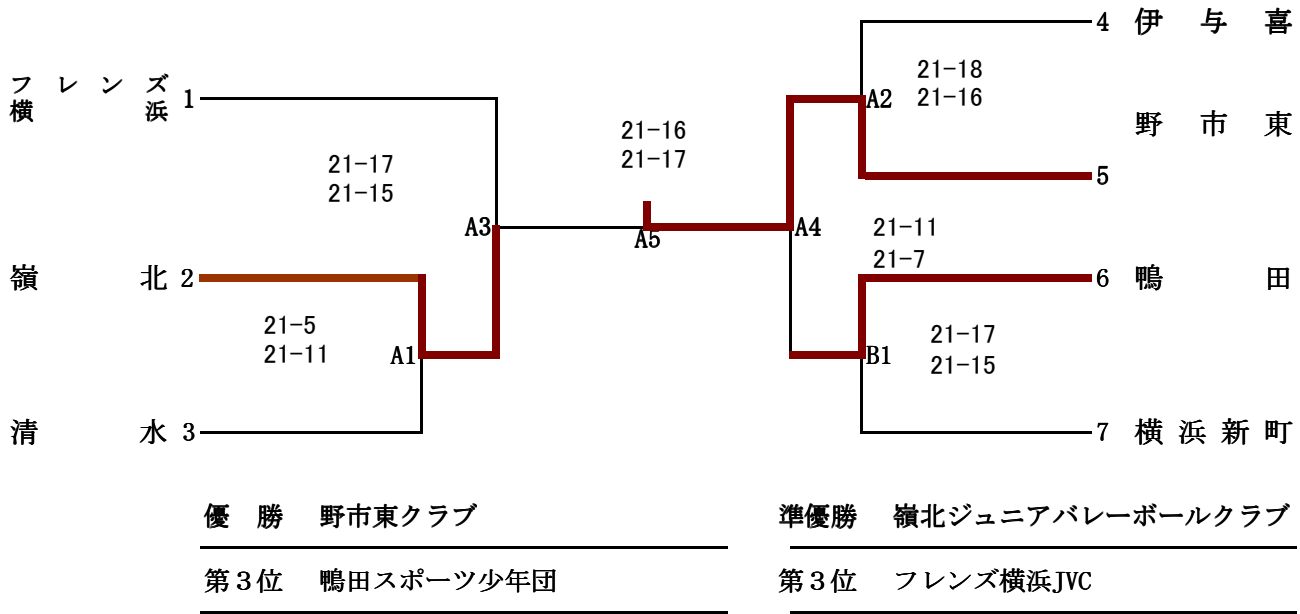 4 伊与喜
フレンズ
横浜 1
21-18
21-16
A2
野市東
21-16
21-17
21-17
21-15
5
A3
A5
A4
21-11
21-7
嶺北 2
6 鴨田
21-5
21-11
A1
B1
21-17
21-15
清水 3
7 横浜新町
優勝 野市東クラブ
準優勝 嶺北ジュニアバレーボールクラブ
第3位 鴨田スポーツ少年団
第3位 フレンズ横浜JVC